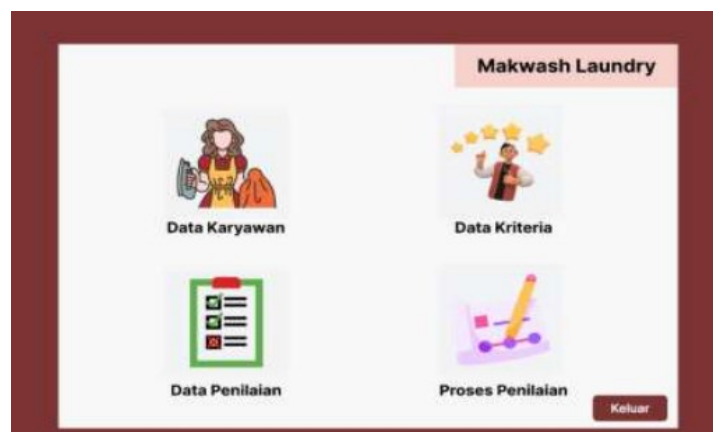 Makwash Laundry
Data Karyawan
Data Kriteria
Data Penilaian
Proses Penilaian
Keluar